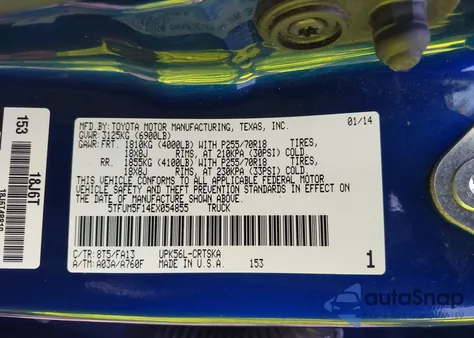 MFD. BY: TOYOTA MOTOR MANUFACTURING, TEXAS, INC. 01/14
GVWR: 3125KG (6900LB)
GAWR: FRT. 1810KG (4000LB) WITH P255/70R18 TIRES,
18X8J RIMS, AT 210KPA (30PSI) COLD.
RR. 1855KG (4100LB) WITH P255/70R18 TIRES,
18X8J RIMS, AT 230KPA (33PSI) COLD.
THIS VEHICLE CONFORMS TO ALL APPLICABLE FEDERAL MOTOR
VEHICLE SAFETY AND THEFT PREVENTION STANDARDS IN EFFECT
ON THE DATE OF MANUFACTURE SHOWN ABOVE.
5TFUM5F14EX054855 TRUCK
C/TR: 8T5/FA13 UPK56L-CRTSKA
A/TM: A03A/A760F MADE IN U.S.A. 153 1
153
18J6T
autoSnap